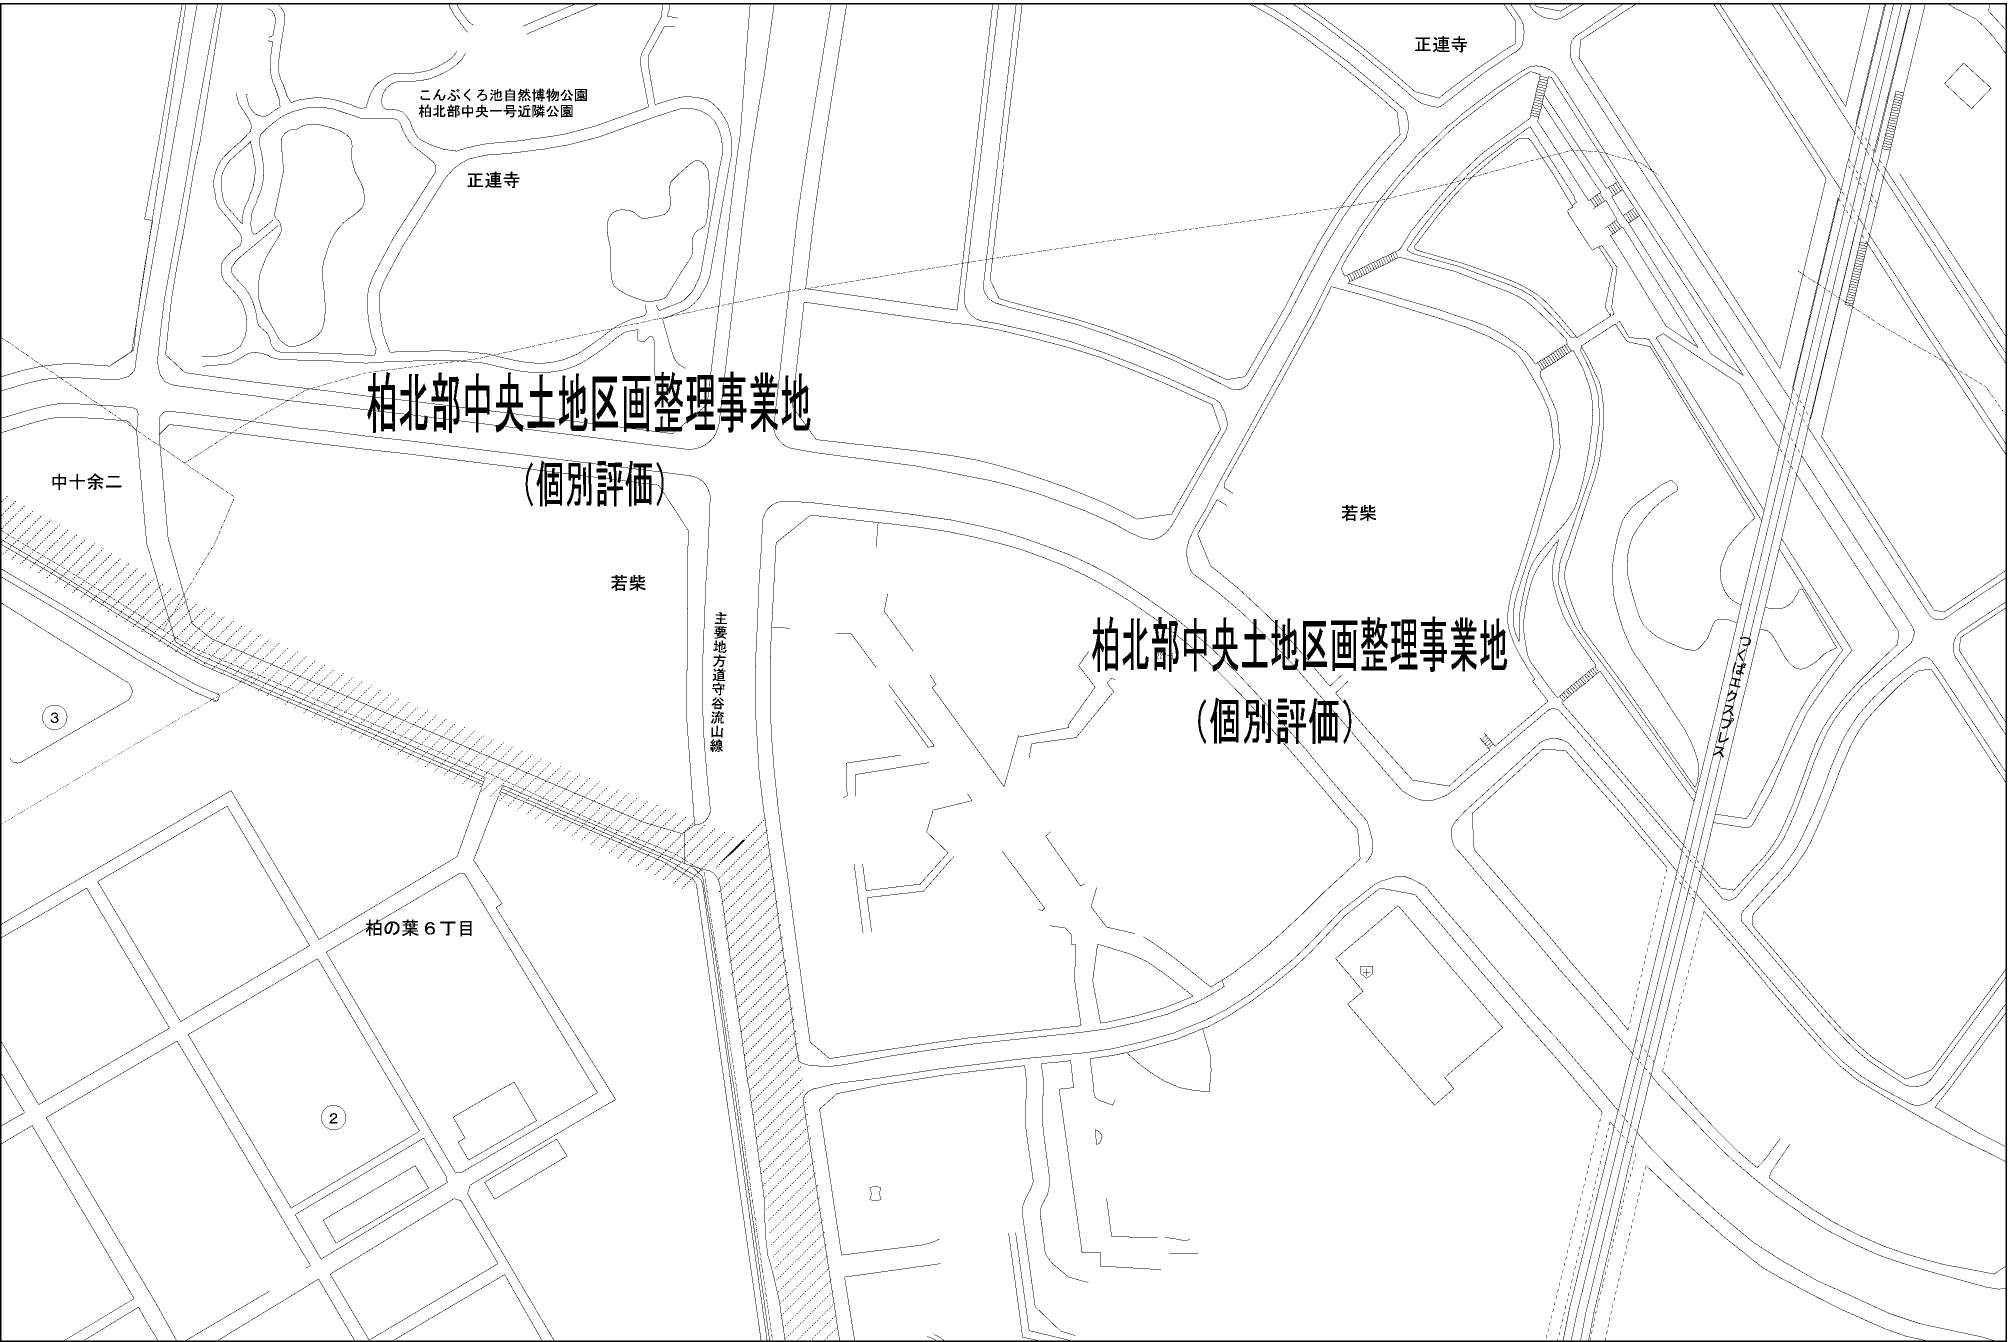 正連寺
こんぶくろ池自然博物公園
柏北部中央一号近隣公園
正連寺
柏北部中央土地区画整理事業地
(個別評価)
中十余二
若柴
若柴
主要地方道守谷流山線
柏北部中央土地区画整理事業地
(個別評価)
つくばエクスプレス
3
柏の葉6丁目
2